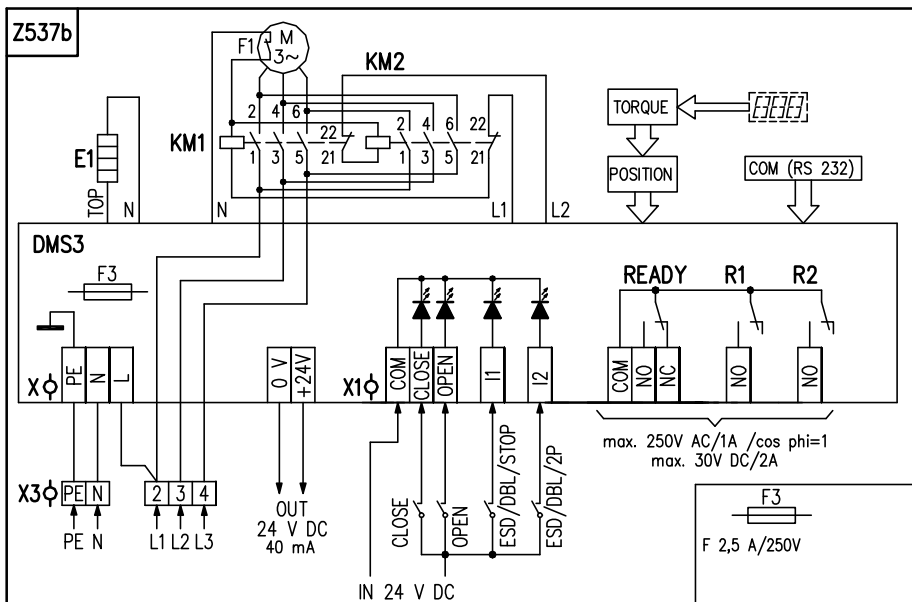 Z537b
F1
M
3~
KM2
2 4 6
22
2 4 6 22
KM1
1 3 5 21
1 3 5 21
E1
TOP
N
N
L1 L2
TORQUE
POSITION
COM (RS 232)
DMS3
F3
READY R1 R2
X PE N L
0 V +24V
X1 COM CLOSE OPEN I1 I2
COM NO NC NO NO
max. 250V AC/1A /cos phi=1
max. 30V DC/2A
X3 PE N 2 3 4
PE N L1 L2 L3
OUT
24 V DC
40 mA
CLOSE
OPEN
ESD/DBL/STOP
ESD/DBL/2P
IN 24 V DC
F3
F 2,5 A/250V